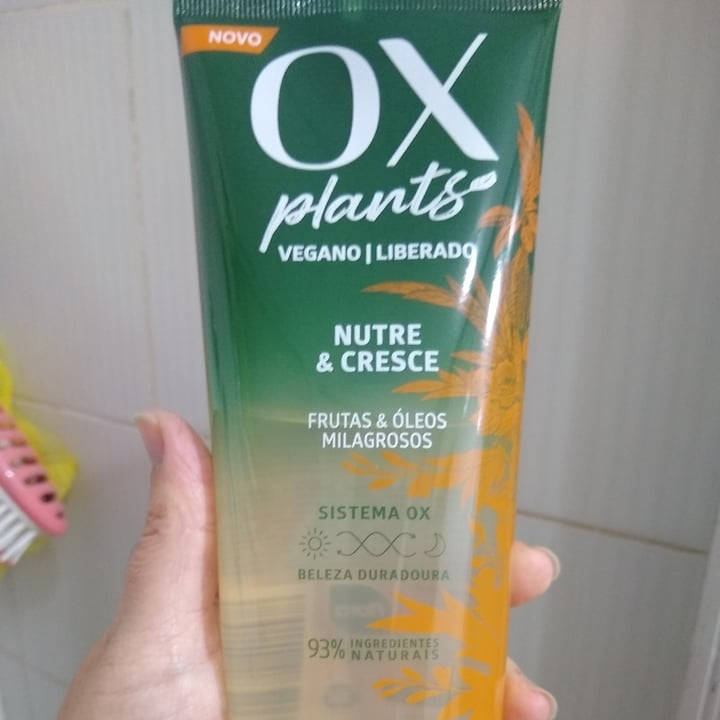 NOVO
OX
plants
VEGANO | LIBERADO
NUTRE
& CRESCE
FRUTAS & ÓLEOS
MILAGROSOS
SISTEMA OX
BELEZA DURADOURA
93% INGREDIENTES
NATURAIS